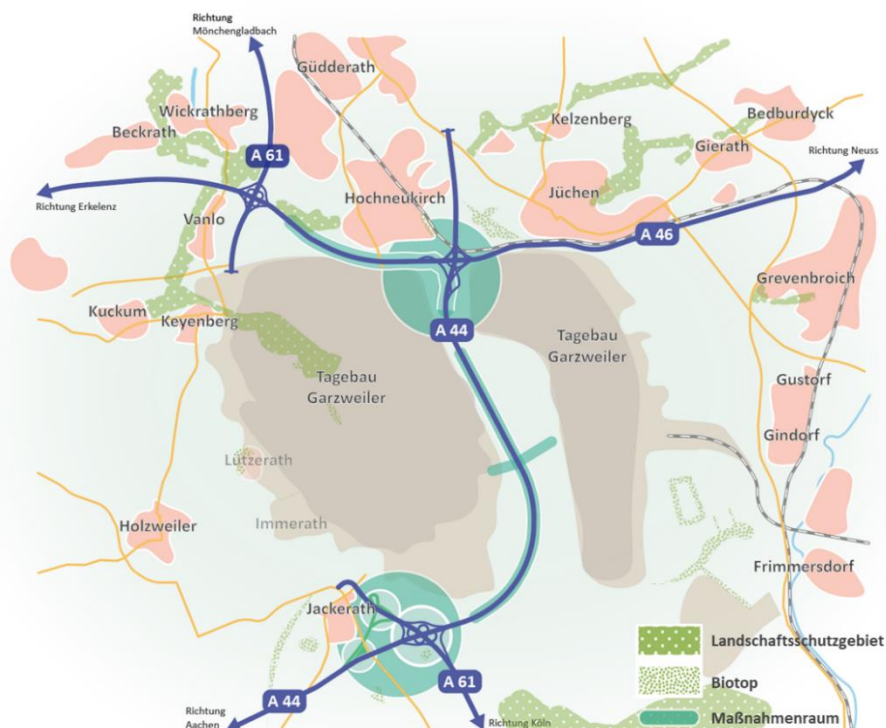 Richtung
Mönchengladbach
Güdderath
Wickrathberg
Beckrath
Kelzenberg
Bedburdyck
Gierath
A 61
Richtung Neuss
Richtung Erkelenz
Hochneukirch
Jüchen
Vanlo
A 46
Grevenbroich
Kuckum
Keyenberg
A 44
Tagebau
Garzweiler
Tagebau
Garzweiler
Gustorf
Gindorf
Lützerath
Immerath
Holzweiler
Frimmersdorf
Jackerath
Landschaftsschutzgebiet
Biotop
Maßnahmenraum
A 61
A 44
Richtung
Aachen
Richtung Köln